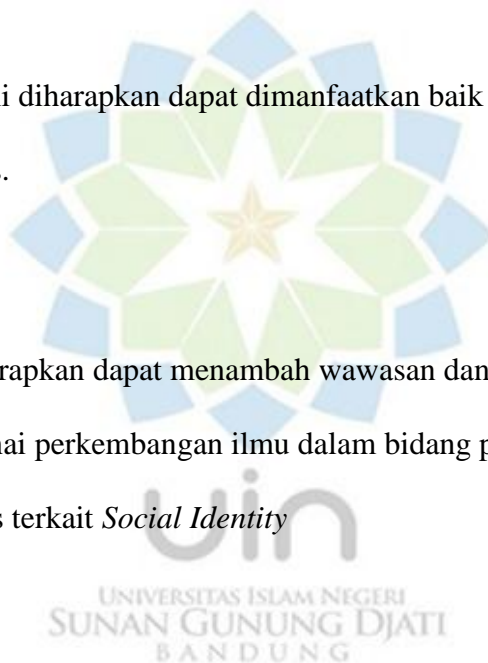 i diharapkan dapat dimanfaatkan baik
.
rapkan dapat menambah wawasan dan
nai perkembangan ilmu dalam bidang p
s terkait Social Identity
uin
UNIVERSITAS ISLAM NEGERI
SUNAN GUNUNG DJATI
BANDUNG